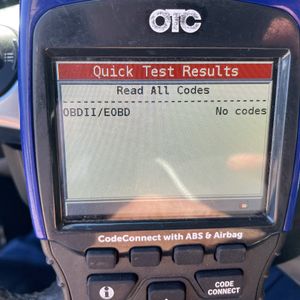 OTC
Quick Test Results
Read All Codes
OBDII/EOBD No codes
CodeConnect with ABS & Airbag
i
CODE
CONNECT